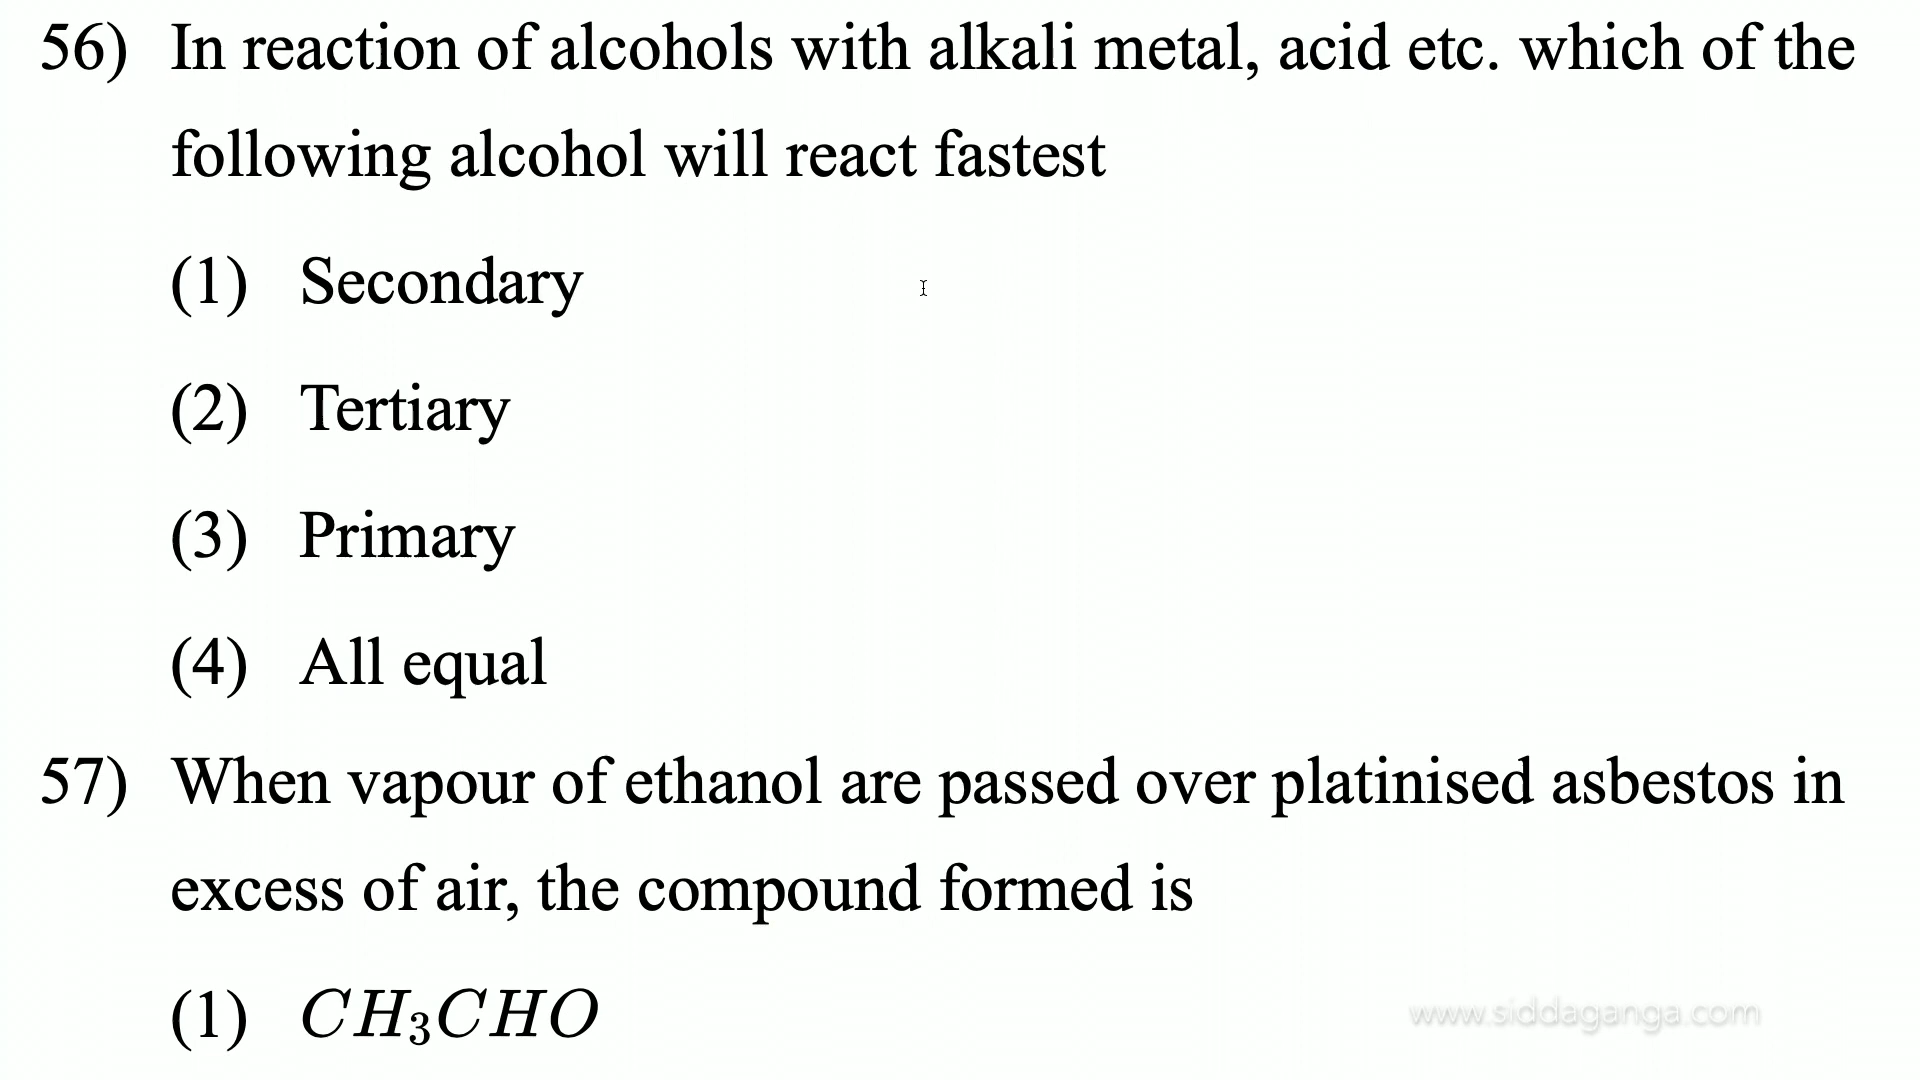 56) In reaction of alcohols with alkali metal, acid etc. which of the
following alcohol will react fastest
(1) Secondary
(2) Tertiary
(3) Primary
(4) All equal
57) When vapour of ethanol are passed over platinised asbestos in
excess of air, the compound formed is
(1) CH₃CHO
www.siddaganga.com